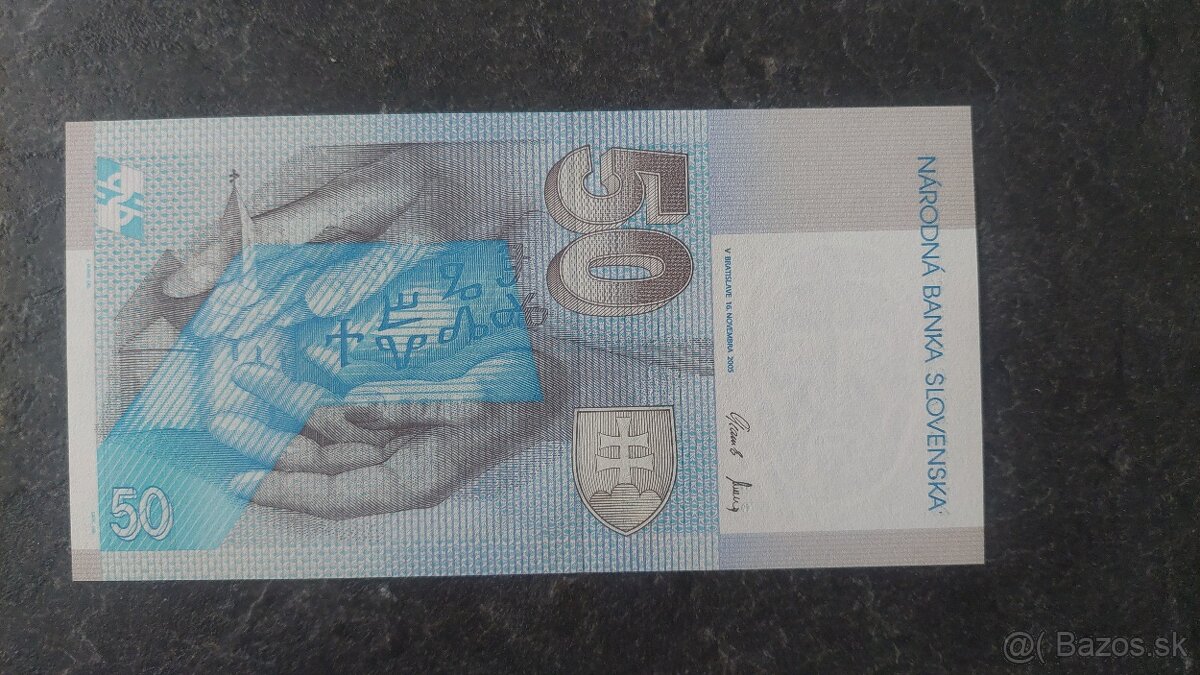 NÁRODNÁ BANKA SLOVENSKA
V BRATISLAVE 16. NOVEMBRA 2005
50
50
@( Bazos.sk